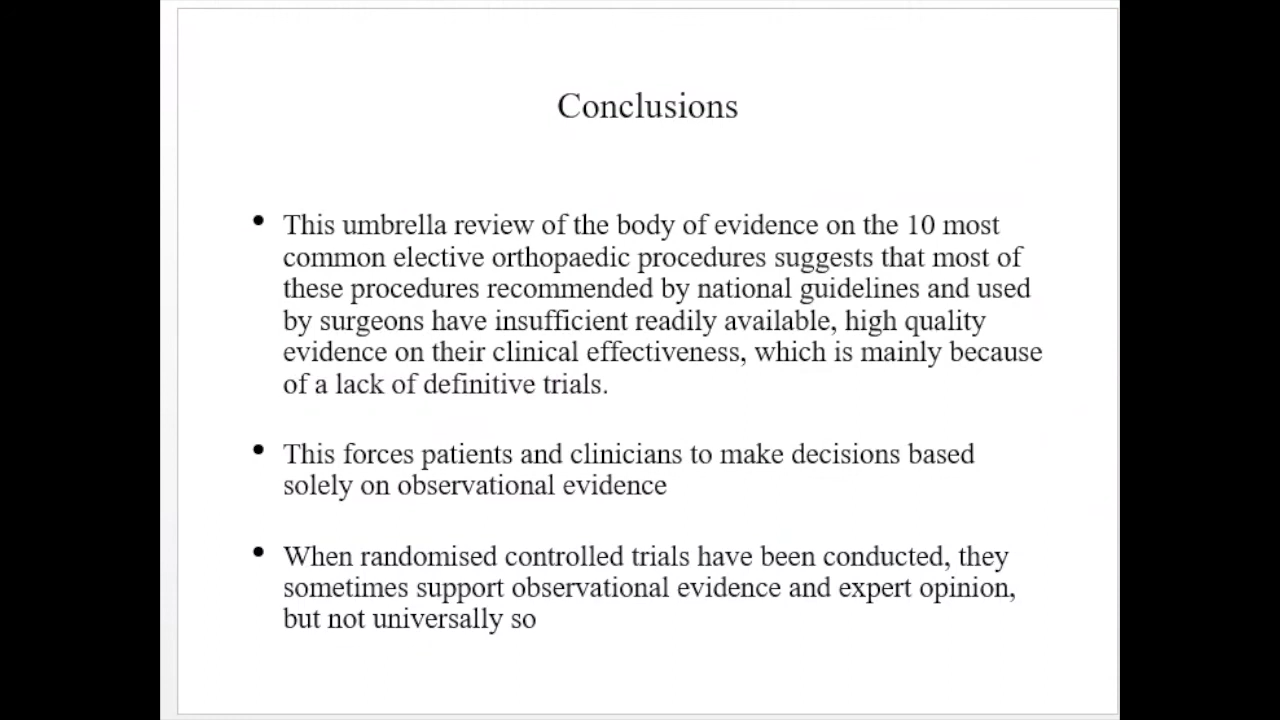 Conclusions
• This umbrella review of the body of evidence on the 10 most
common elective orthopaedic procedures suggests that most of
these procedures recommended by national guidelines and used
by surgeons have insufficient readily available, high quality
evidence on their clinical effectiveness, which is mainly because
of a lack of definitive trials.
• This forces patients and clinicians to make decisions based
solely on observational evidence
• When randomised controlled trials have been conducted, they
sometimes support observational evidence and expert opinion,
but not universally so